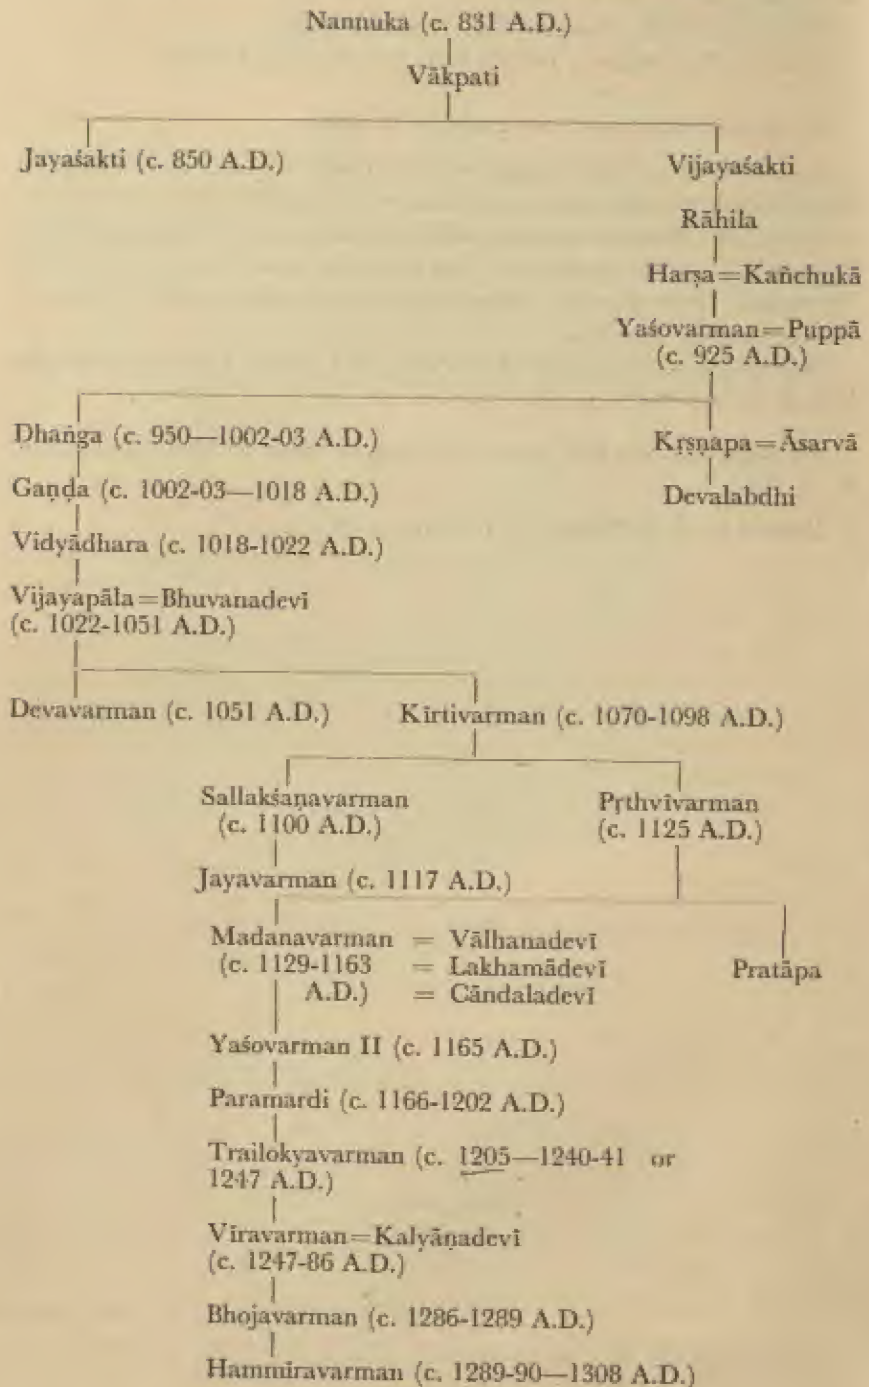 Nannuka (c. 831 A.D.)
Vākpati
Jayaśakti (c. 850 A.D.)
Vijayaśakti
Rāhila
Harṣa=Kañchukā
Yaśovarman=Puppā
(c. 925 A.D.)
Ḍhaṅga (c. 950—1002-03 A.D.)
Kṛṣṇapa=Āsarvā
Gaṇḍa (c. 1002-03—1018 A.D.)
Devalabdhi
Vidyādhara (c. 1018-1022 A.D.)
Vijayapāla=Bhuvanadevī
(c. 1022-1051 A.D.)
Devavarman (c. 1051 A.D.)
Kīrtivarman (c. 1070-1098 A.D.)
Sallakśaṇavarman
(c. 1100 A.D.)
Pṛthvīvarman
(c. 1125 A.D.)
Jayavarman (c. 1117 A.D.)
Madanavarman = Vālhanadevī
(c. 1129-1163 = Lakhamādevī
A.D.) = Cāndaladevī
Pratāpa
Yaśovarman II (c. 1165 A.D.)
Paramardi (c. 1166-1202 A.D.)
Trailokyavarman (c. 1205—1240-41 or
1247 A.D.)
Vīravarman=Kalyāṇadevī
(c. 1247-86 A.D.)
Bhojavarman (c. 1286-1289 A.D.)
Hammīravarman (c. 1289-90—1308 A.D.)